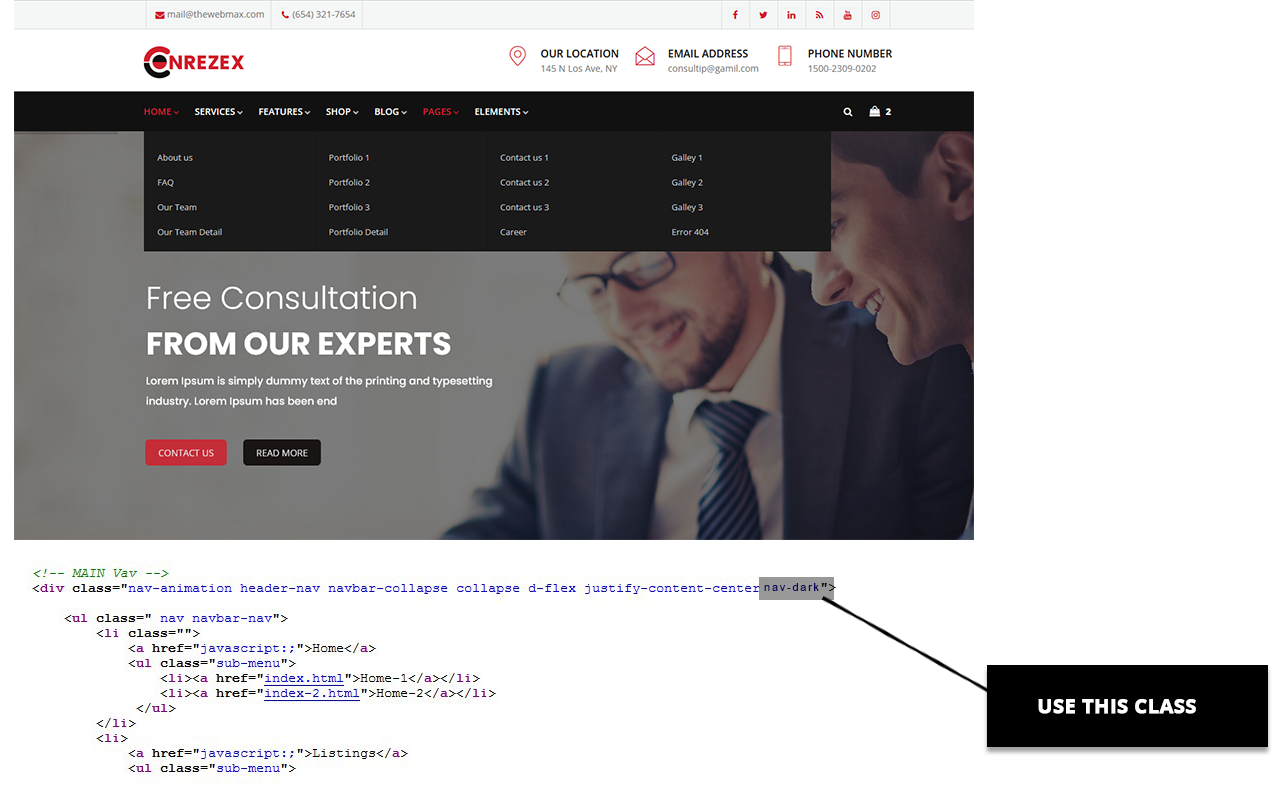 mail@thewebmax.com (654) 321-7654
ONREZEX
OUR LOCATION EMAIL ADDRESS PHONE NUMBER
145 N Los Ave, NY consultip@gamil.com 1500-2309-0202
HOME SERVICES FEATURES SHOP BLOG PAGES ELEMENTS 2
About us Portfolio 1 Contact us 1 Galley 1
FAQ Portfolio 2 Contact us 2 Galley 2
Our Team Portfolio 3 Contact us 3 Galley 3
Our Team Detail Portfolio Detail Career Error 404
Free Consultation
FROM OUR EXPERTS
Lorem Ipsum is simply dummy text of the printing and typesetting
industry. Lorem Ipsum has been end
CONTACT US READ MORE
<!-- MAIN Vav -->
<div class="nav-animation header-nav navbar-collapse collapse d-flex justify-content-center nav-dark">
<ul class=" nav navbar-nav">
<li class="">
<a href="javascript:;">Home</a>
<ul class="sub-menu">
<li><a href="index.html">Home-1</a></li>
<li><a href="index-2.html">Home-2</a></li>
</ul>
</li>
<li>
<a href="javascript:;">Listings</a>
<ul class="sub-menu">
USE THIS CLASS